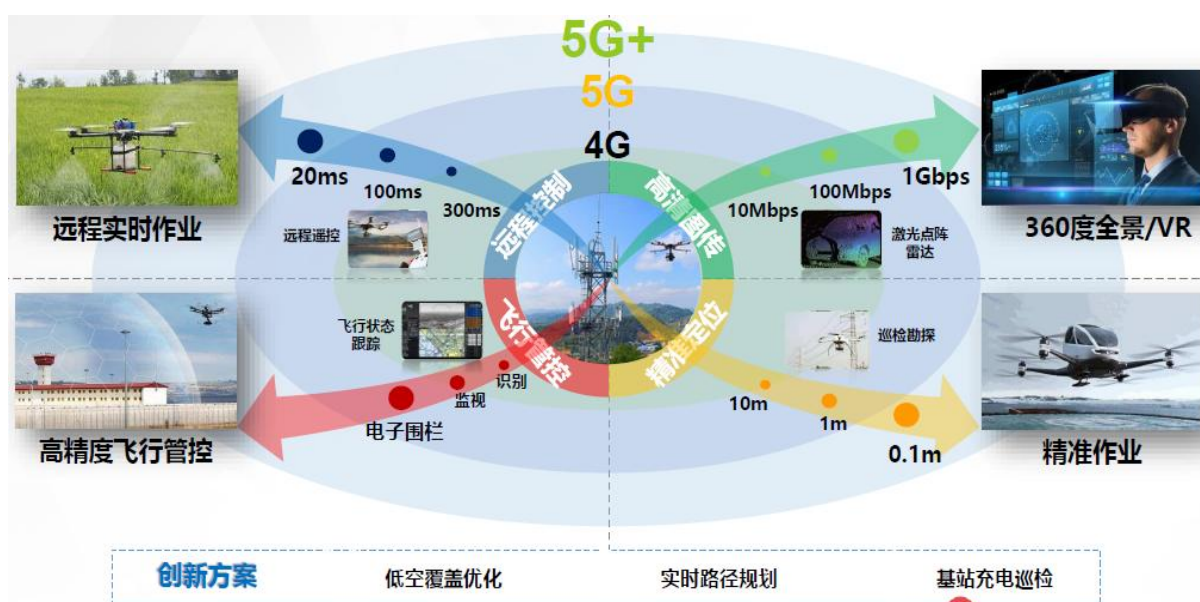 5G+
5G
4G
远程控制
高清图传
飞行管控
精准定位
20ms
100ms
300ms
远程遥控
远程实时作业
10Mbps
100Mbps
1Gbps
激光点阵
雷达
360度全景/VR
飞行状态
跟踪
识别
监视
电子围栏
高精度飞行管控
巡检勘探
10m
1m
0.1m
精准作业
创新方案
低空覆盖优化
实时路径规划
基站充电巡检